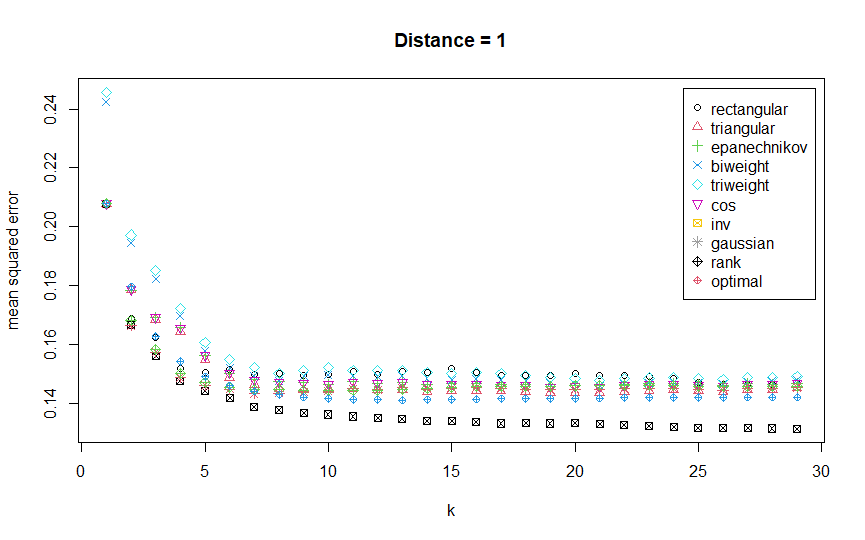 Distance = 1
mean squared error
0.24
0.22
0.20
0.18
0.16
0.14
rectangular
triangular
epanechnikov
biweight
triweight
cos
inv
gaussian
rank
optimal
0 5 10 15 20 25 30
k